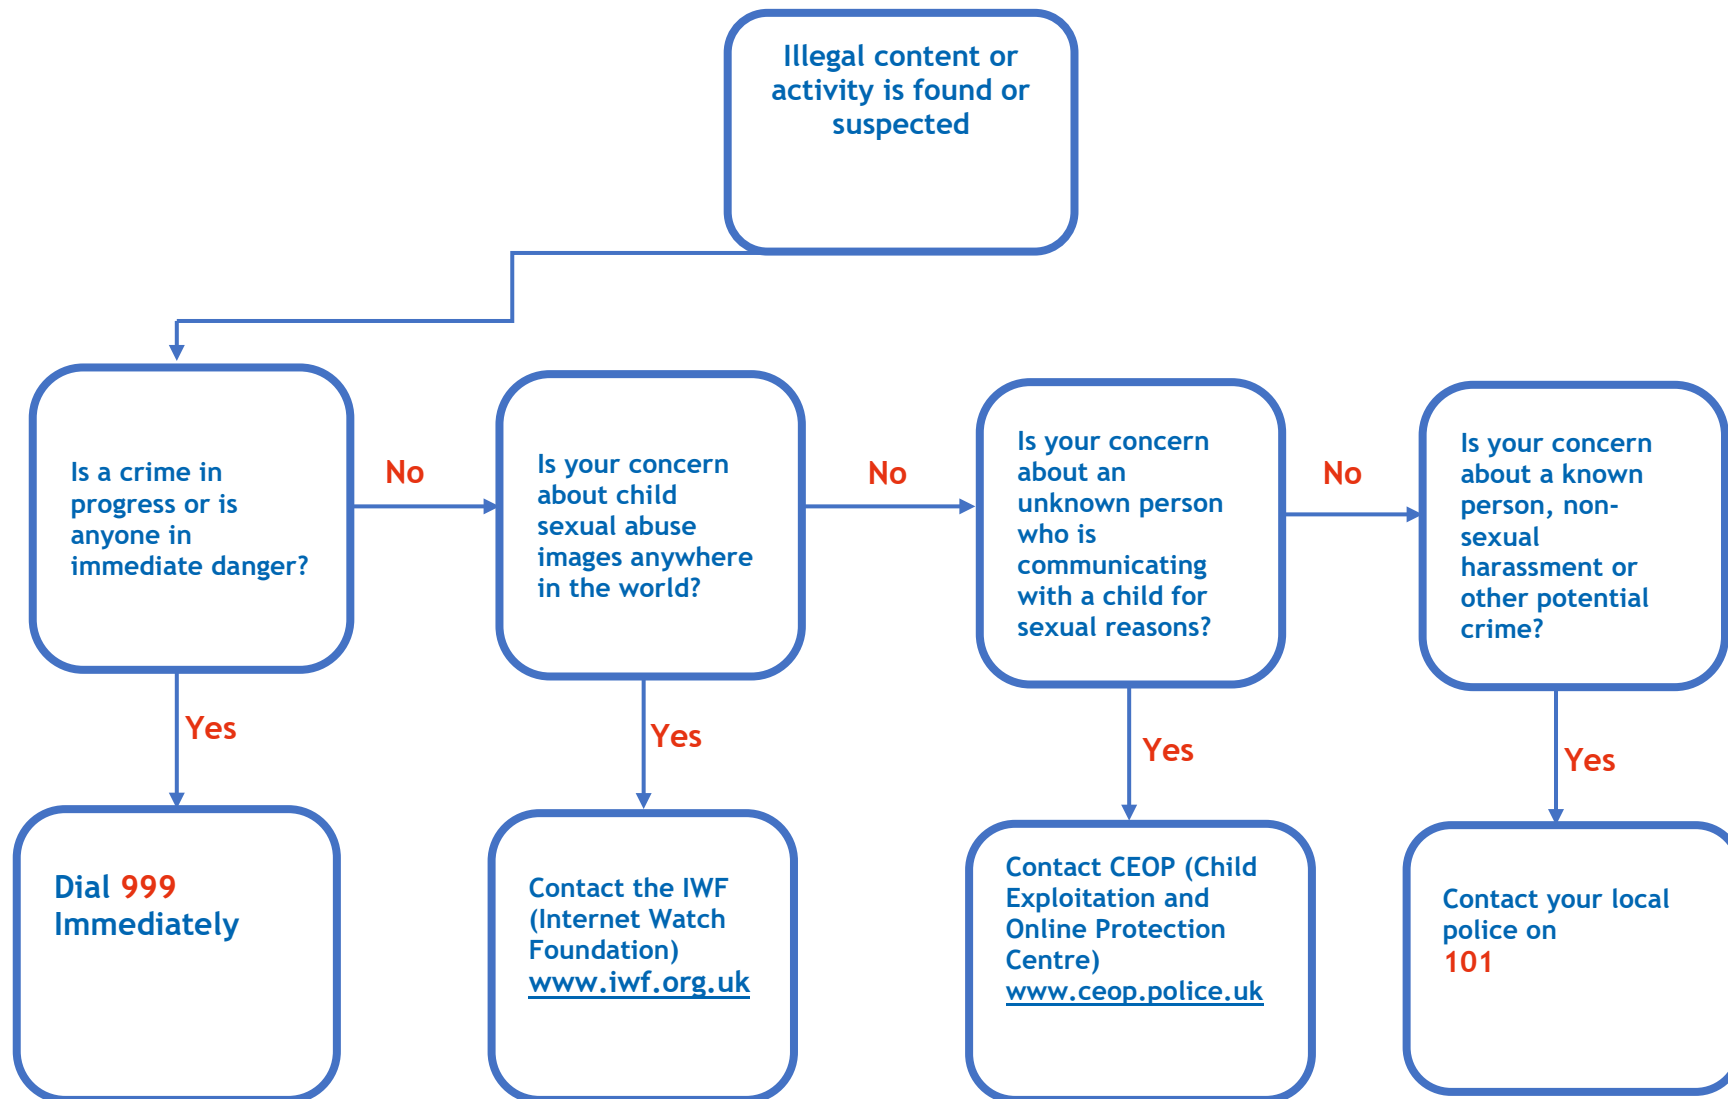 Illegal content or
activity is found or
suspected
Is a crime in
progress or is
anyone in
immediate danger?
No
Is your concern
about child
sexual abuse
images anywhere
in the world?
No
Is your concern
about an
unknown person
who is
communicating
with a child for
sexual reasons?
No
Is your concern
about a known
person, non-
sexual
harassment or
other potential
crime?
Yes
Yes
Yes
Yes
Dial 999
Immediately
Contact the IWF
(Internet Watch
Foundation)
www.iwf.org.uk
Contact CEOP (Child
Exploitation and
Online Protection
Centre)
www.ceop.police.uk
Contact your local
police on
101